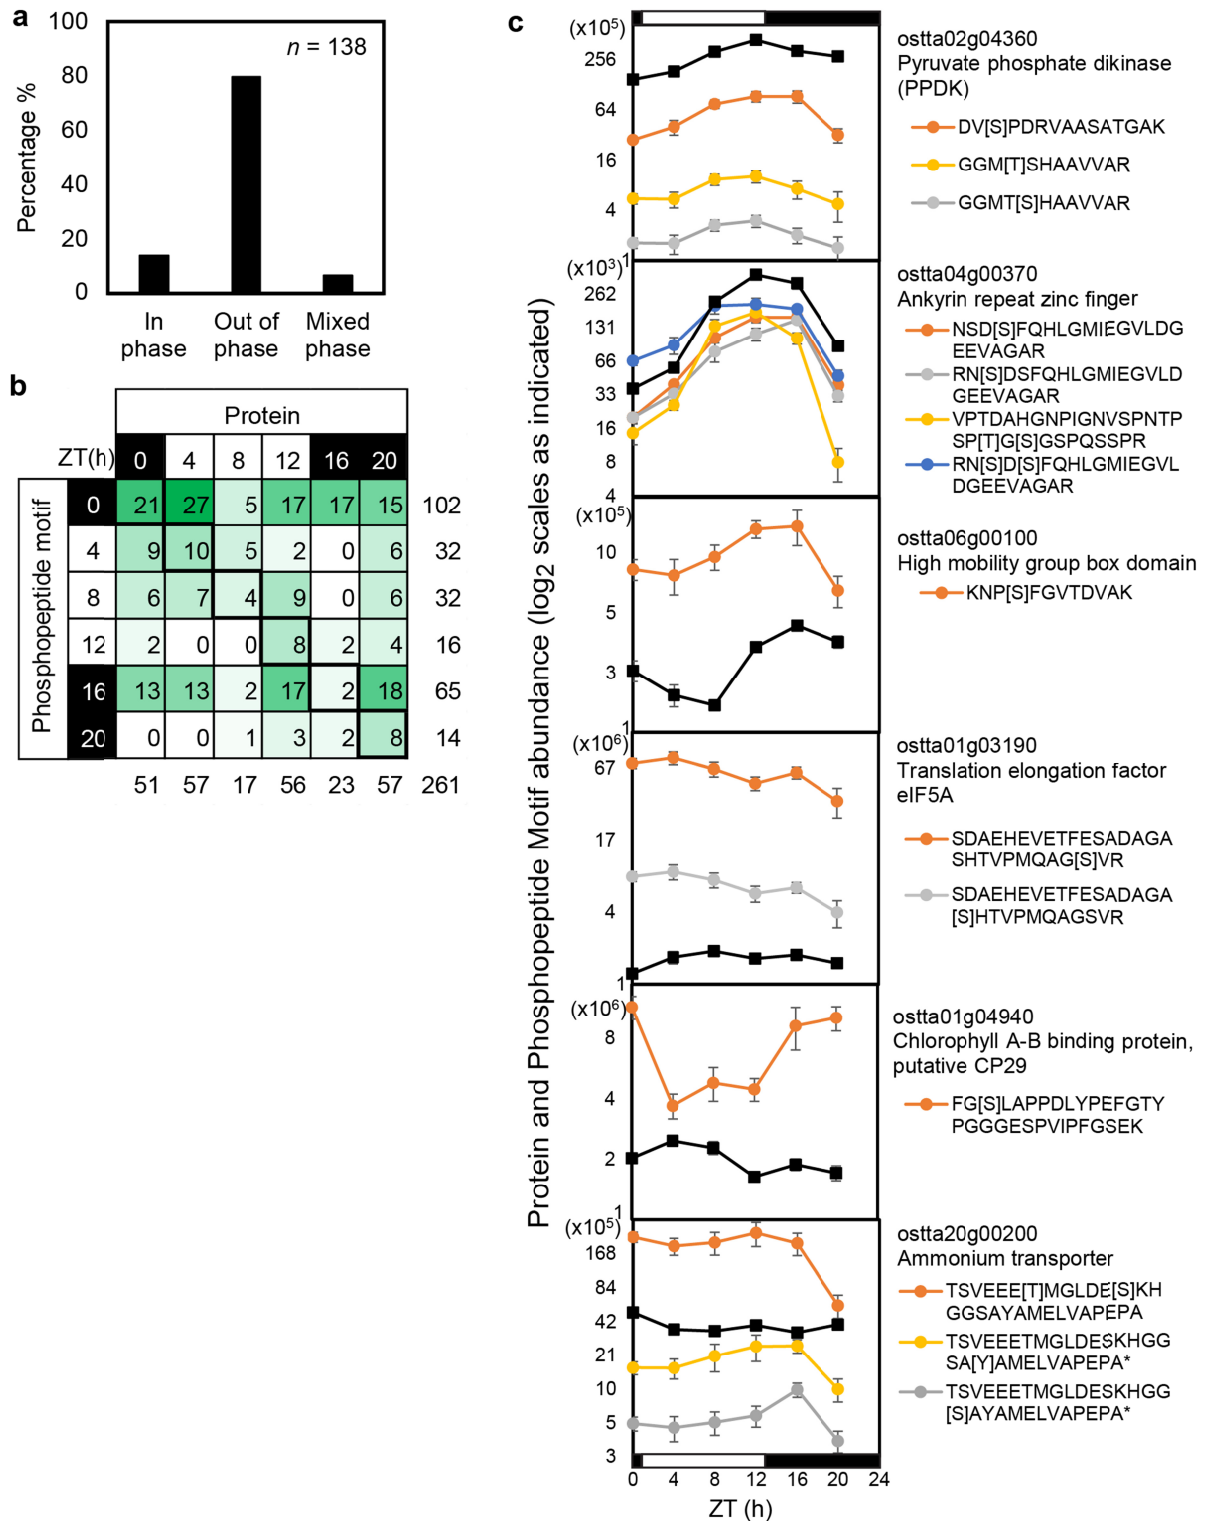 a
100
80
60
40
20
0
Percentage %
n = 138
In phase
Out of phase
Mixed phase
b
Protein
ZT(h) 0 4 8 12 16 20
Phosphopeptide motif
0 21 27 5 17 17 15 102
4 9 10 5 2 0 6 32
8 6 7 4 9 0 6 32
12 2 0 0 8 2 4 16
16 13 13 2 17 2 18 65
20 0 0 1 3 2 8 14
51 57 17 56 23 57 261
c
Protein and Phosphopeptide Motif abundance (log2 scales as indicated)
(x10⁵)
256
64
16
4
1
ostta02g04360
Pyruvate phosphate dikinase
(PPDK)
DV[S]PDRVAASATGAK
GGM[T]SHAAVVAR
GGMT[S]HAAVVAR
(x10³)
262
131
66
33
16
8
4
ostta04g00370
Ankyrin repeat zinc finger
NSD[S]FQHLGMIEGVLDG
EEVAGAR
RN[S]DSFQHLGMIEGVLD
GEEVAGAR
VPTDAHGNPIGNVSPNTP
SP[T]G[S]GSPQSSPR
RN[S]D[S]FQHLGMIEGVL
DGEEVAGAR
(x10⁵)
10
5
3
1
ostta06g00100
High mobility group box domain
KNP[S]FGVTDVAK
(x10⁶)
67
17
4
1
ostta01g03190
Translation elongation factor
eIF5A
SDAEHEVETFESADAGA
SHTVPMQAG[S]VR
SDAEHEVETFESADAGA
[S]HTVPMQAGSVR
(x10⁶)
8
4
2
1
ostta01g04940
Chlorophyll A-B binding protein,
putative CP29
FG[S]LAPPDLYPEFGTY
PGGGESPVIPFGSEK
(x10⁵)
168
84
42
21
10
5
3
ostta20g00200
Ammonium transporter
TSVEEE[T]MGLDE[S]KH
GGSAYAMELVAPEPA
TSVEEETMGLDESKHGG
SA[Y]AMELVAPEPA*
TSVEEETMGLDESKHGG
[S]AYAMELVAPEPA*
0 4 8 12 16 20 24
ZT (h)